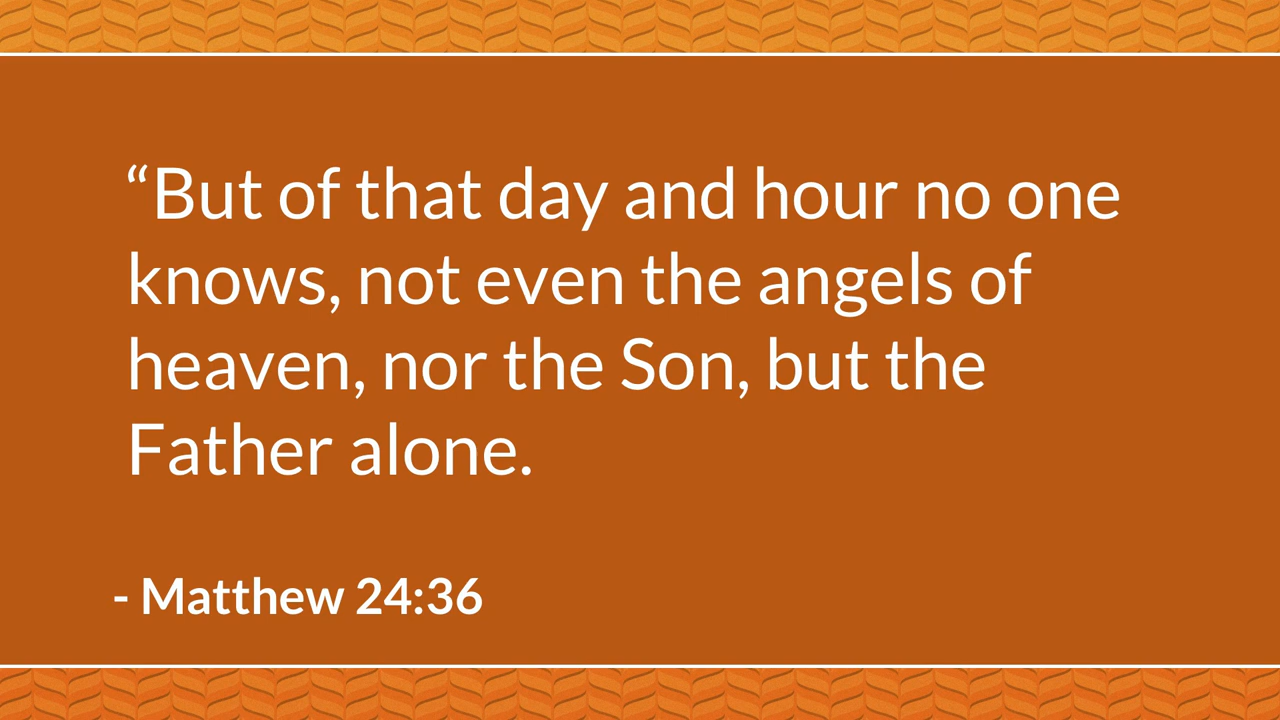 “But of that day and hour no one
knows, not even the angels of
heaven, nor the Son, but the
Father alone.
- Matthew 24:36